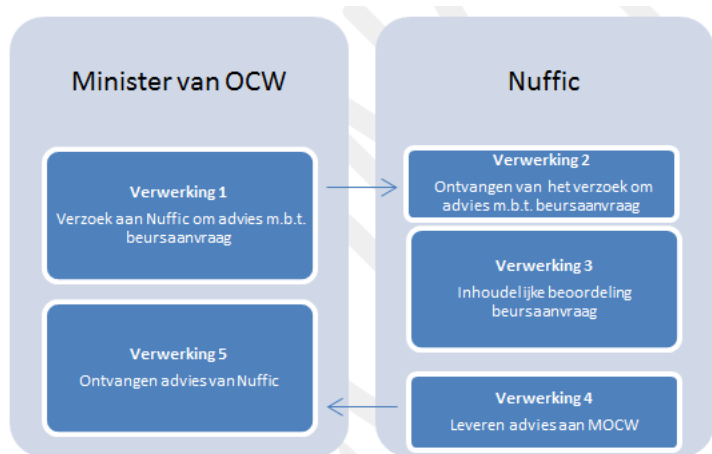 Minister van OCW
Verwerking 1
Verzoek aan Nuffic om advies m.b.t.
beursaanvraag
Verwerking 5
Ontvangen advies van Nuffic
Nuffic
Verwerking 2
Ontvangen van het verzoek om
advies m.b.t. beursaanvraag
Verwerking 3
Inhoudelijke beoordeling
beursaanvraag
Verwerking 4
Leveren advies aan MOCW